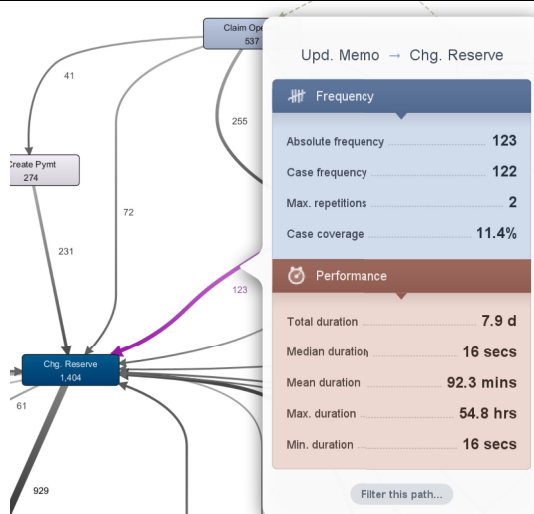 Claim Ope
537
41
255
Create Pymt
274
72
231
123
Chg. Reserve
1,404
61
929
Upd. Memo → Chg. Reserve
Frequency
Absolute frequency 123
Case frequency 122
Max. repetitions 2
Case coverage 11.4%
Performance
Total duration 7.9 d
Median duration 16 secs
Mean duration 92.3 mins
Max. duration 54.8 hrs
Min. duration 16 secs
Filter this path...